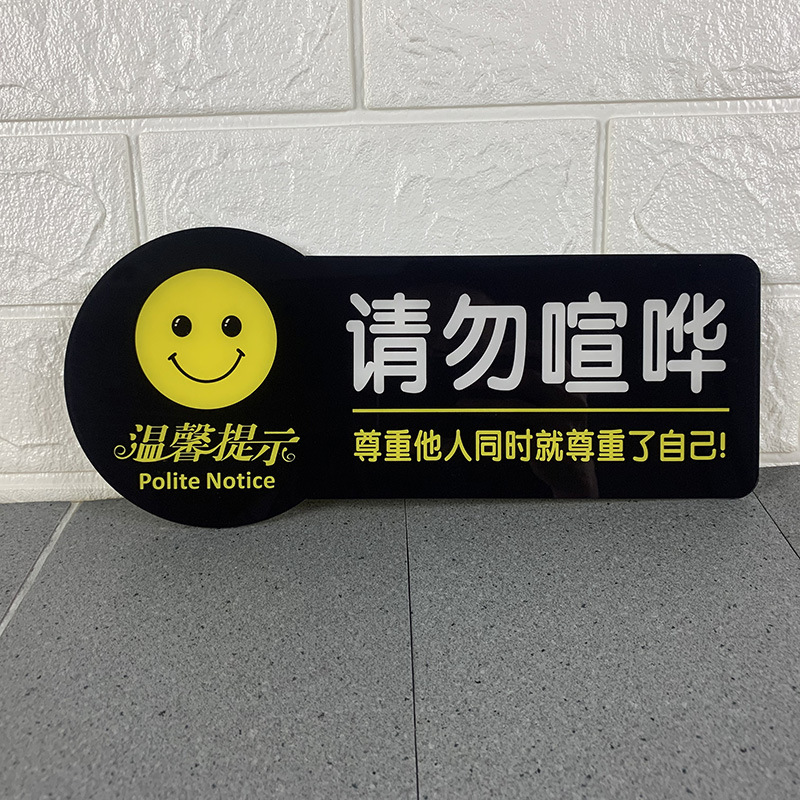 温馨提示
Polite Notice
请勿喧哗
尊重他人同时就尊重了自己!